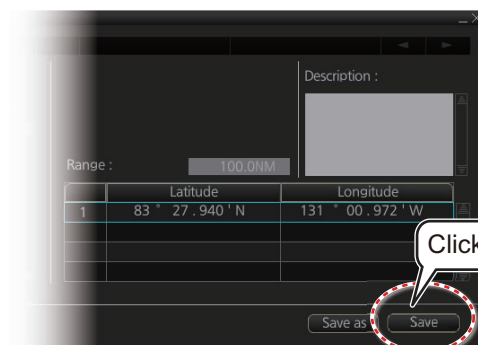 Description :
Range : 100.0NM
Latitude Longitude
1 83 ° 27 . 940 ' N 131 ° 00 . 972 ' W
Click
Save as Save